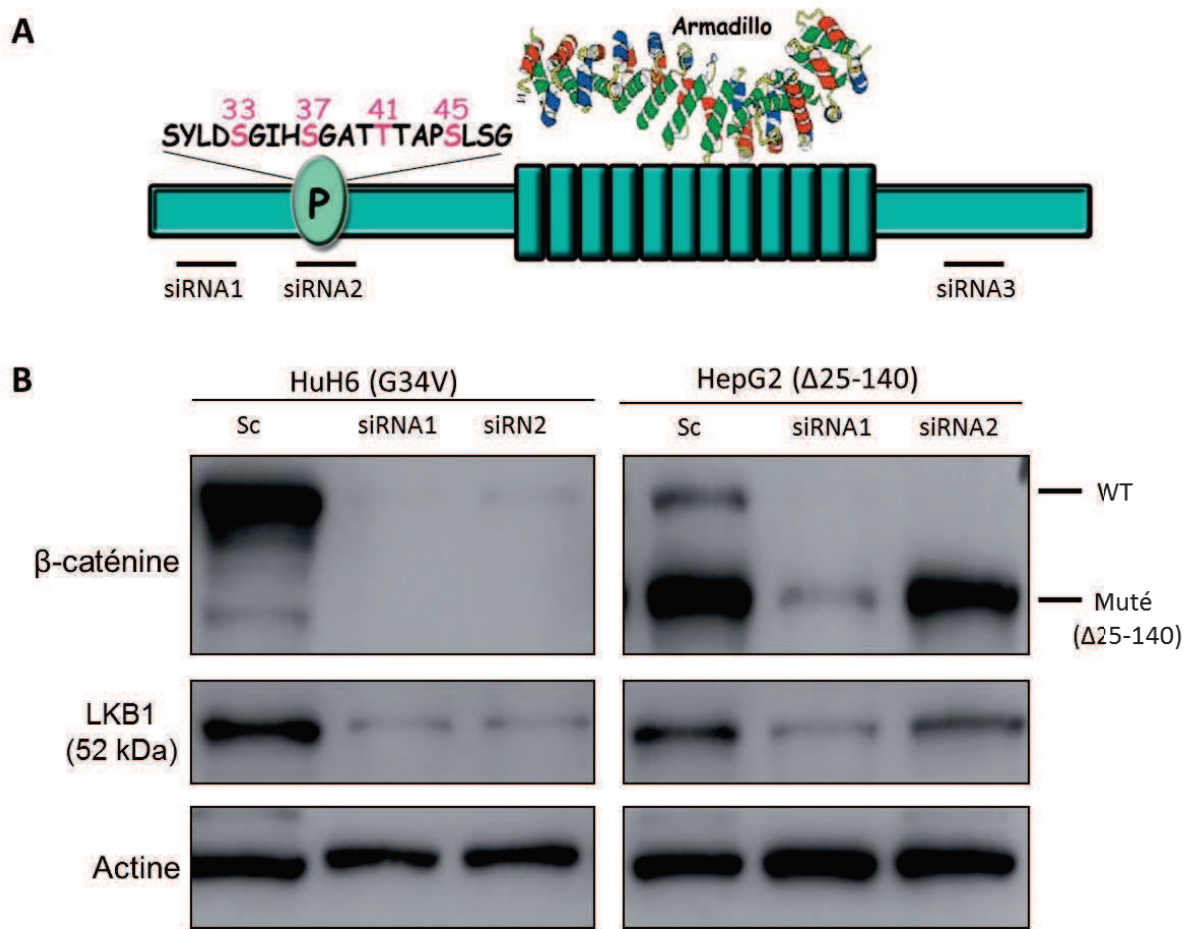 A
Armadillo
33 37 41 45
SYLDSGIHSGATTTAPSLSG
P
siRNA1 siRNA2 siRNA3
B
HuH6 (G34V) HepG2 (Δ25-140)
Sc siRNA1 siRN2 Sc siRNA1 siRNA2
WT
β-caténine
Muté
(Δ25-140)
LKB1
(52 kDa)
Actine